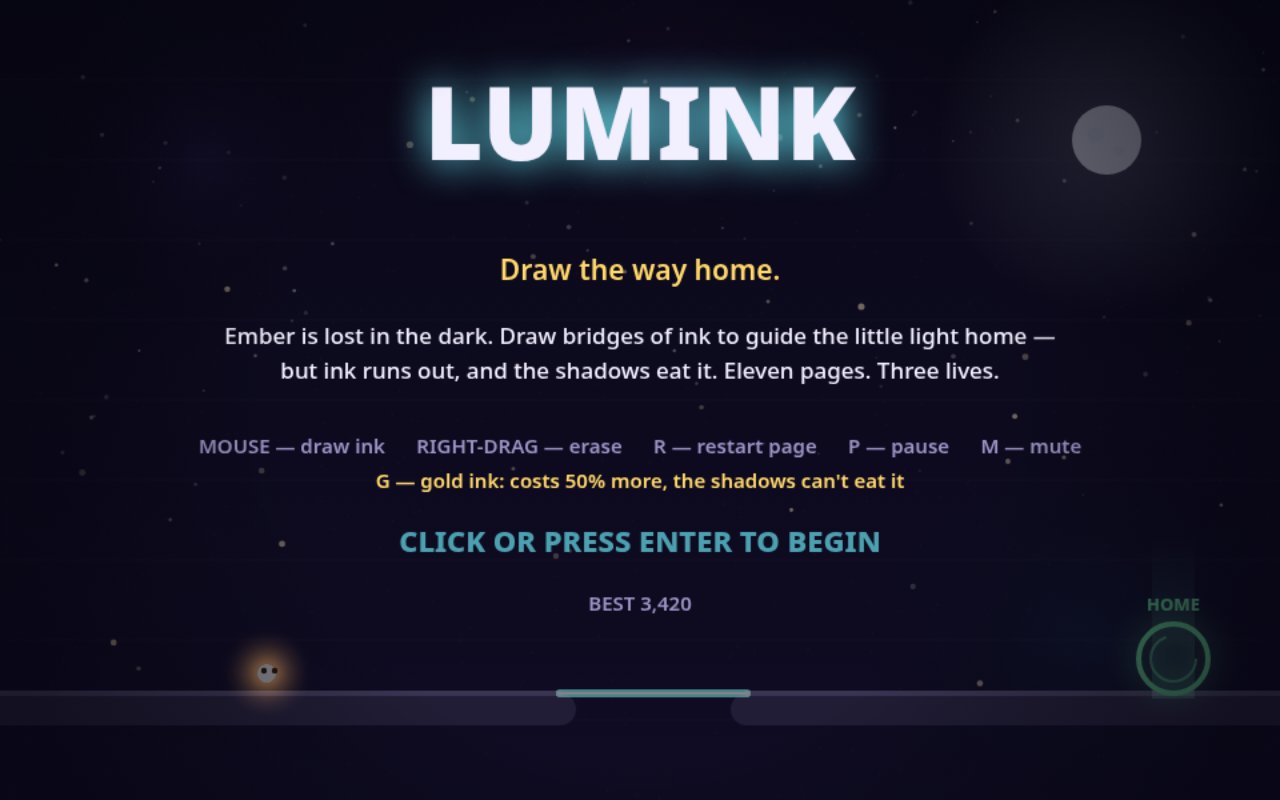 LUMINK
Draw the way home.
Ember is lost in the dark. Draw bridges of ink to guide the little light home —
but ink runs out, and the shadows eat it. Eleven pages. Three lives.
MOUSE — draw ink RIGHT-DRAG — erase R — restart page P — pause M — mute
G — gold ink: costs 50% more, the shadows can't eat it
CLICK OR PRESS ENTER TO BEGIN
BEST 3,420
HOME